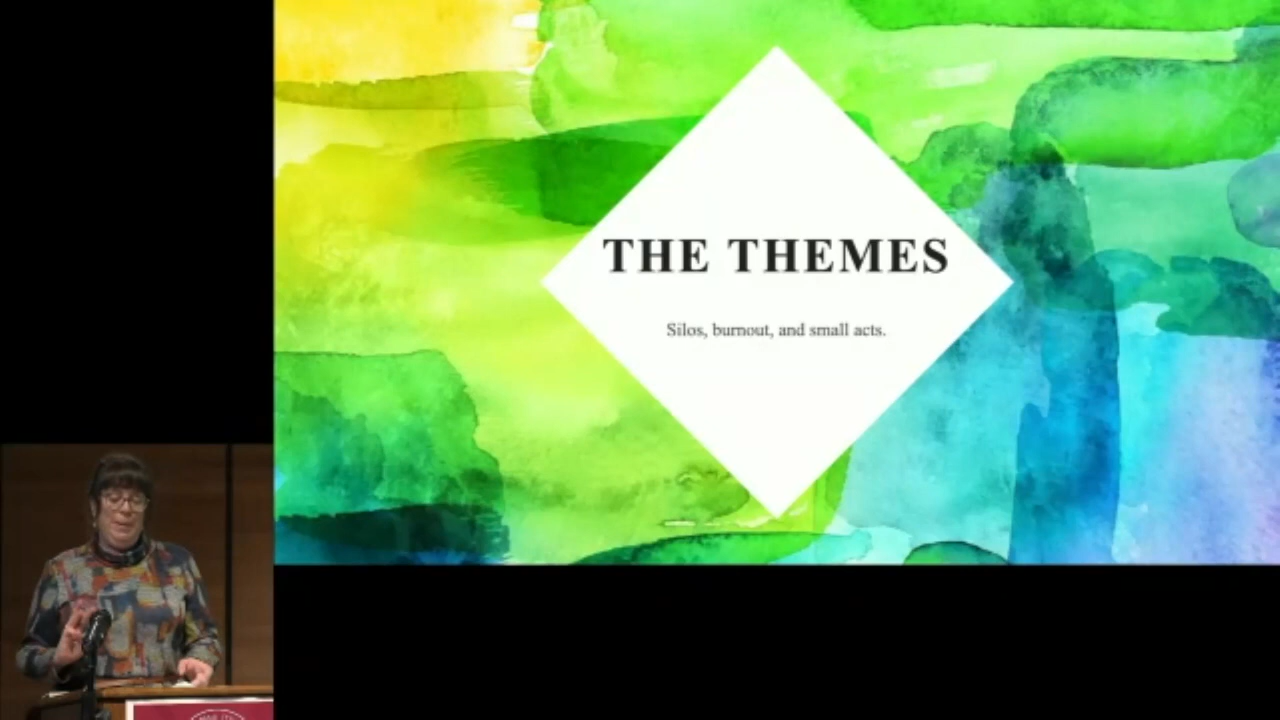 THE THEMES
Silos, burnout, and small acts.